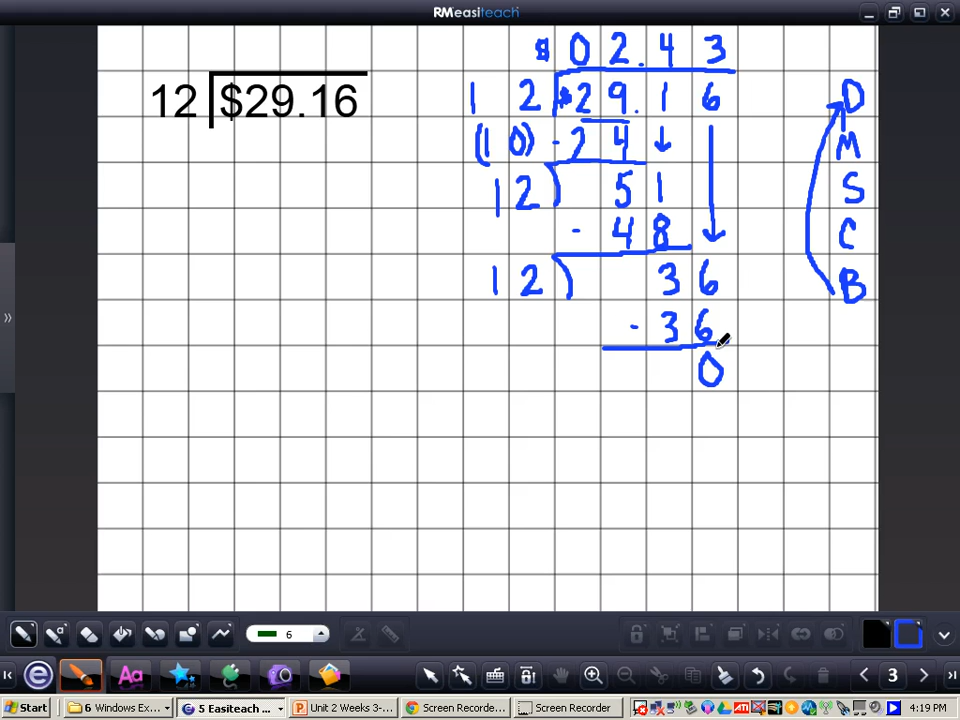 RMeasiteach
12 $29.16
$ 0 2 . 4 3
1 2 $ 2 9 . 1 6
(1 0) - 2 4
1 2 5 1
- 4 8
1 2 3 6
- 3 6
0
D
M
S
C
B
6
3
Start
6 Windows Ex...
5 Easiteach ...
Unit 2 Weeks 3-...
Screen Recorde...
Screen Recorder
4:19 PM